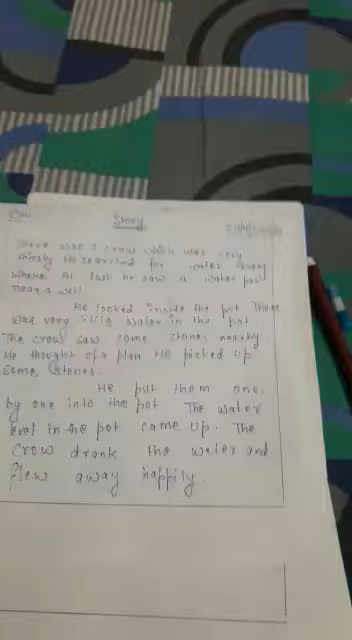 Story
There was a crow which was very
thirsty He searched for water every
where. At last he saw a water pot
near a well.
He looked inside the pot There
was very little water in the pot.
The crow saw some stones nearby
He thought of a plan He picked up
some stones.
He put them one
by one into the pot The water
level in the pot came up. The
crow drank the water and
flew away happily.